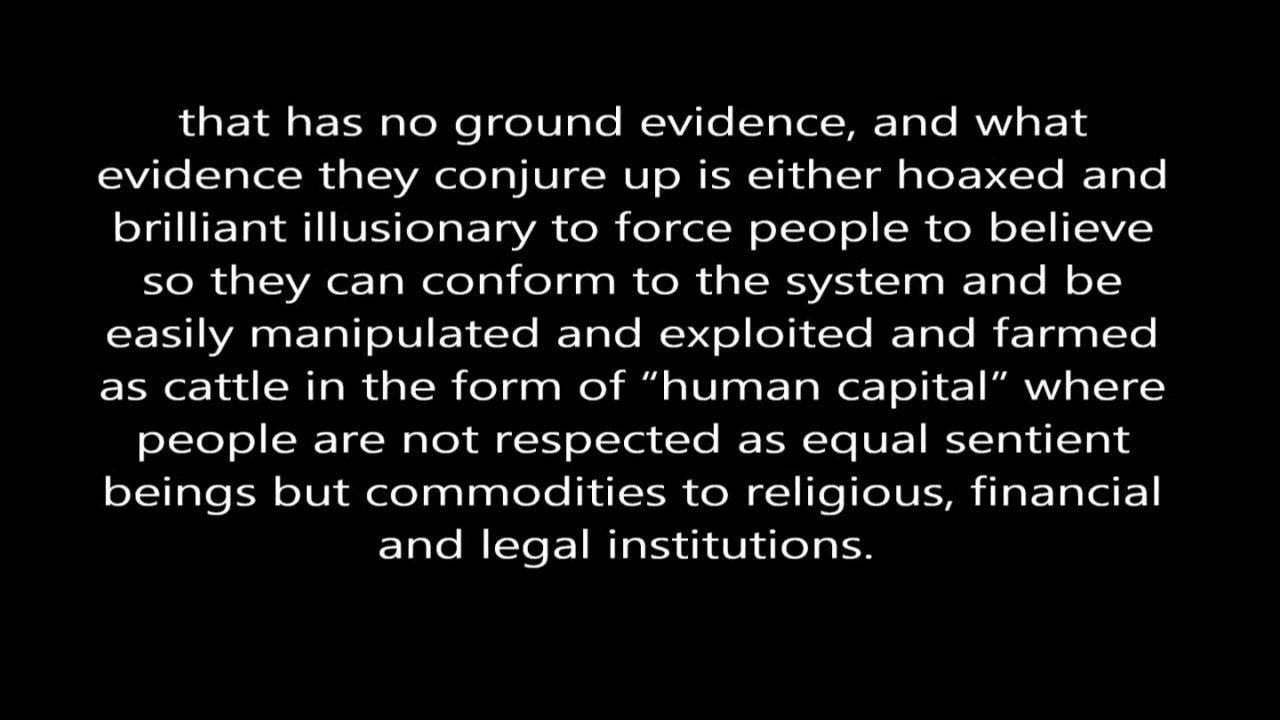 that has no ground evidence, and what
evidence they conjure up is either hoaxed and
brilliant illusionary to force people to believe
so they can conform to the system and be
easily manipulated and exploited and farmed
as cattle in the form of “human capital” where
people are not respected as equal sentient
beings but commodities to religious, financial
and legal institutions.